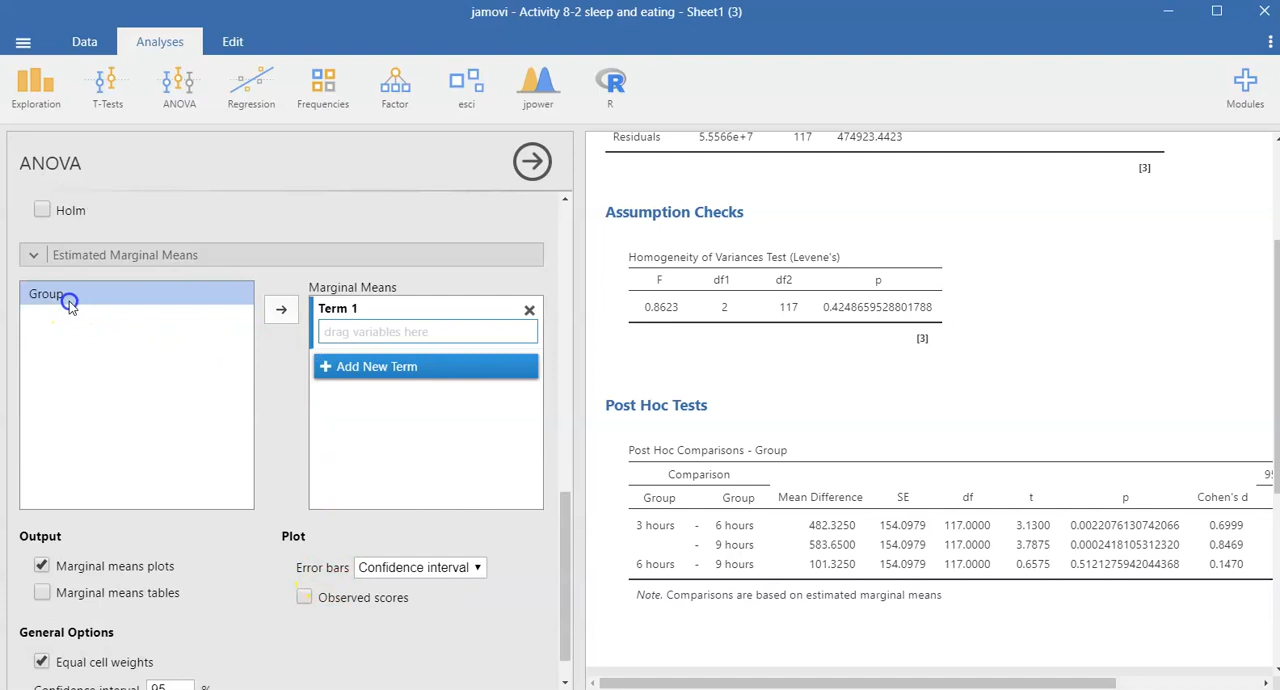 jamovi - Activity 8-2 sleep and eating - Sheet1 (3)
Data Analyses Edit
Exploration T-Tests ANOVA Regression Frequencies Factor esci jpower R Modules
ANOVA
Holm
Estimated Marginal Means
Group
Marginal Means
Term 1
drag variables here
Add New Term
Output
Marginal means plots
Marginal means tables
Plot
Error bars Confidence interval
Observed scores
General Options
Equal cell weights
Confidence interval 95 %
Residuals 5.5566e+7 117 474923.4423
[3]
Assumption Checks
Homogeneity of Variances Test (Levene's)
F df1 df2 p
0.8623 2 117 0.4248659528801788
[3]
Post Hoc Tests
Post Hoc Comparisons - Group
Comparison 95
Group Group Mean Difference SE df t p Cohen's d
3 hours - 6 hours 482.3250 154.0979 117.0000 3.1300 0.0022076130742066 0.6999
- 9 hours 583.6500 154.0979 117.0000 3.7875 0.0002418105312320 0.8469
6 hours - 9 hours 101.3250 154.0979 117.0000 0.6575 0.5121275942044368 0.1470
Note. Comparisons are based on estimated marginal means